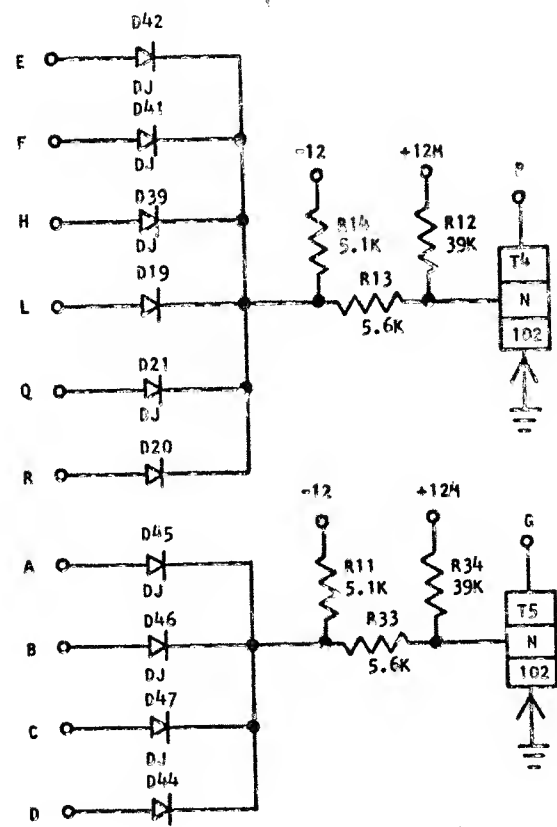 D42
E
DJ
D41
F
DJ
-12
+12M
P
D39
H
DJ
R14
5.1K
R12
39K
T4
D19
R13
N
L
5.6K
102
D21
Q
DJ
D20
R
-12
+12M
G
D45
A
DJ
R11
5.1K
R34
39K
T5
D46
R33
N
B
DJ
5.6K
102
D47
C
DJ
D44
D